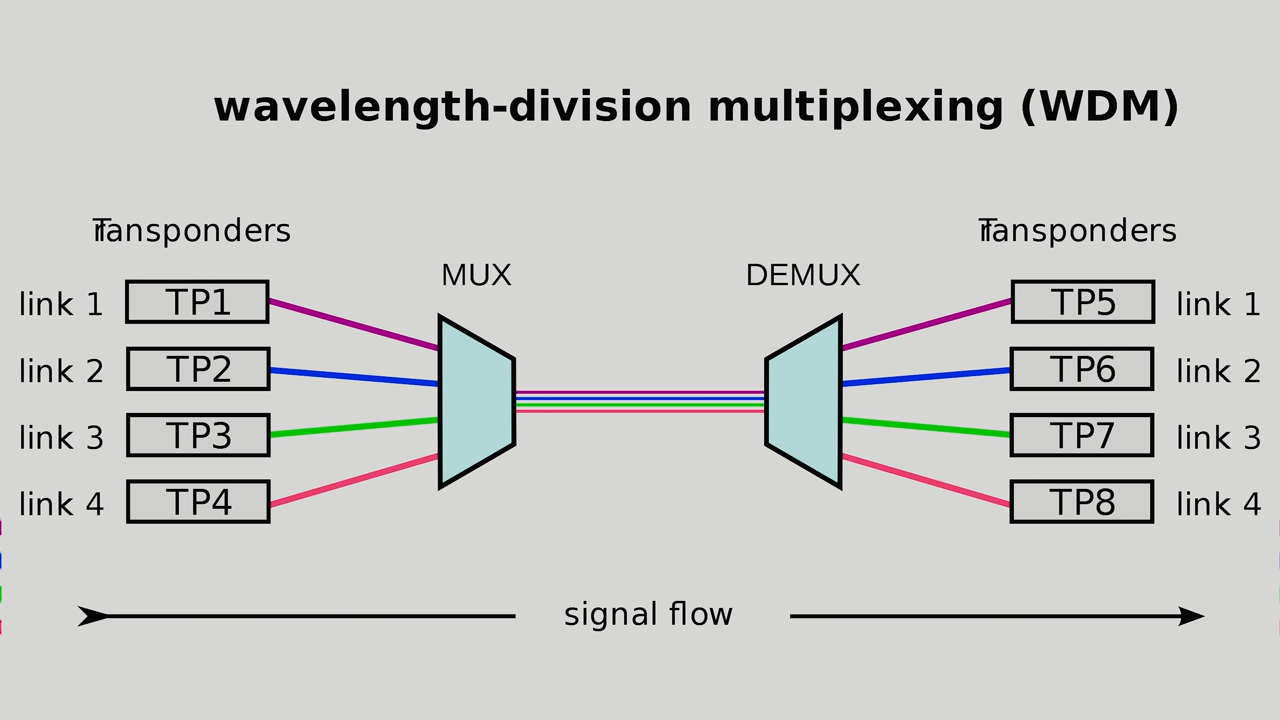 wavelength-division multiplexing (WDM)
Transponders
Transponders
MUX
DEMUX
link 1 TP1 TP5 link 1
link 2 TP2 TP6 link 2
link 3 TP3 TP7 link 3
link 4 TP4 TP8 link 4
signal flow